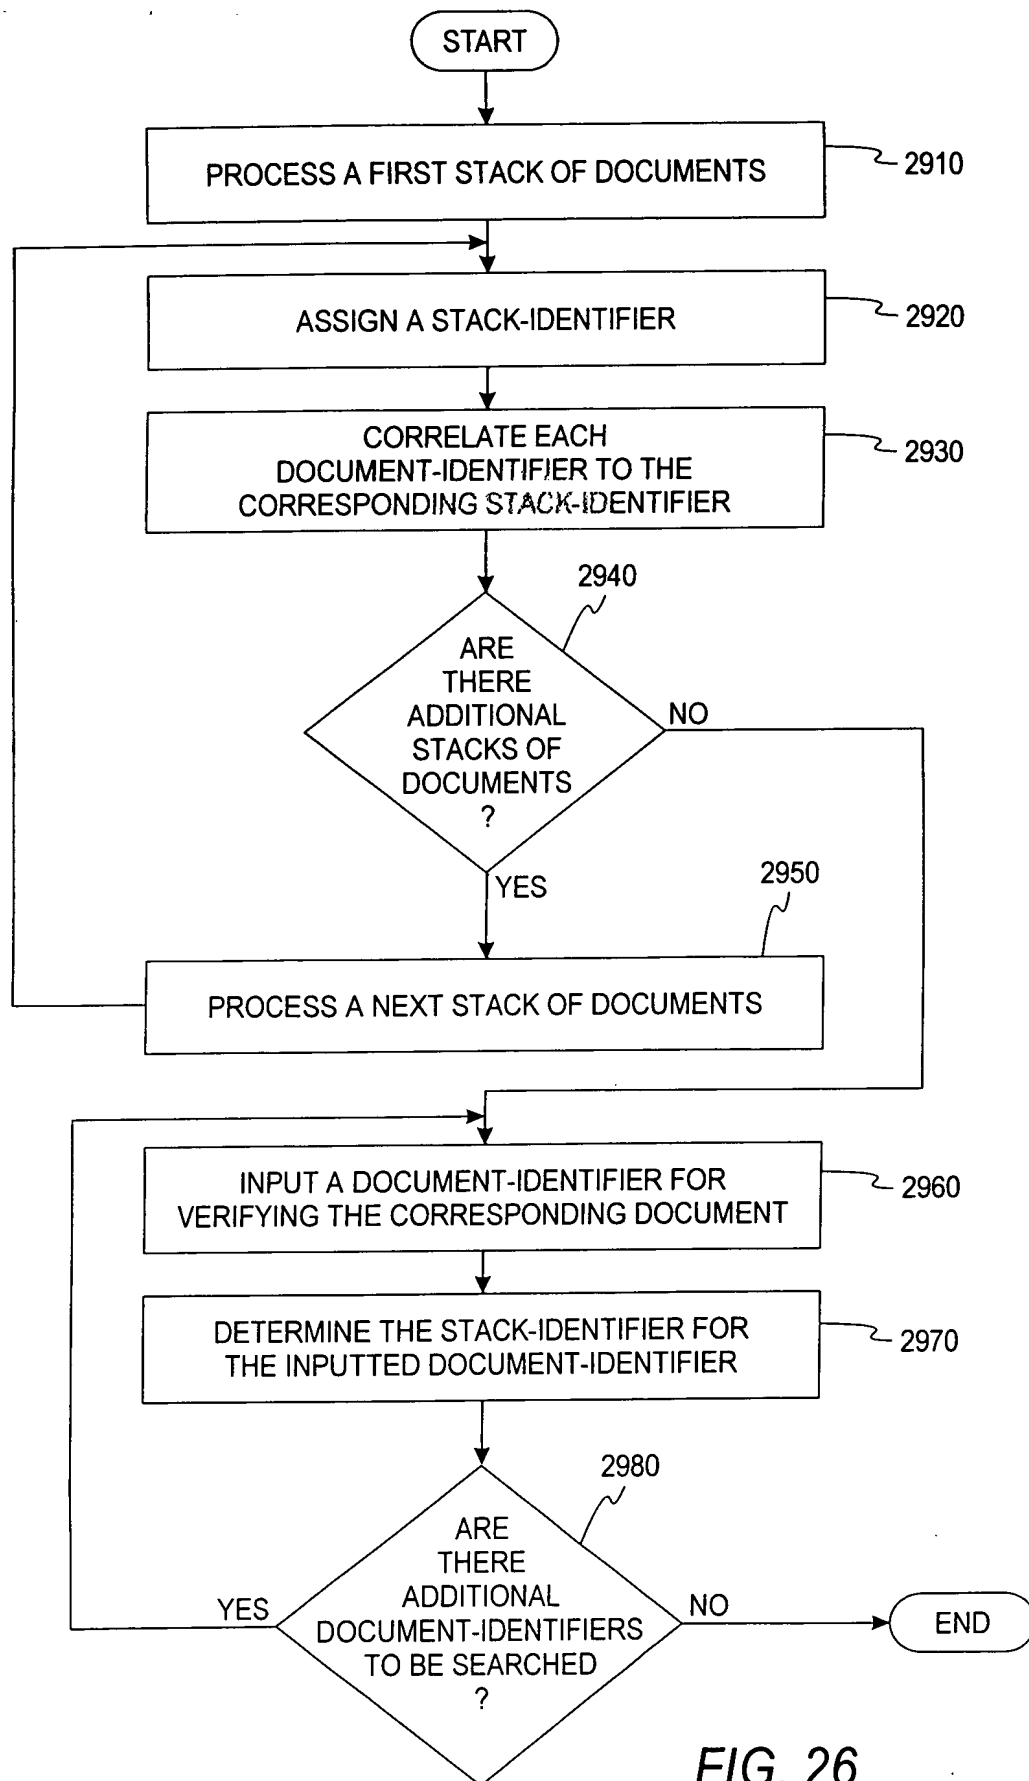 START
PROCESS A FIRST STACK OF DOCUMENTS
2910
ASSIGN A STACK-IDENTIFIER
2920
CORRELATE EACH
DOCUMENT-IDENTIFIER TO THE
CORRESPONDING STACK-IDENTIFIER
2930
2940
ARE
THERE
ADDITIONAL
STACKS OF
DOCUMENTS
?
NO
YES
2950
PROCESS A NEXT STACK OF DOCUMENTS
INPUT A DOCUMENT-IDENTIFIER FOR
VERIFYING THE CORRESPONDING DOCUMENT
2960
DETERMINE THE STACK-IDENTIFIER FOR
THE INPUTTED DOCUMENT-IDENTIFIER
2970
2980
ARE
THERE
ADDITIONAL
DOCUMENT-IDENTIFIERS
TO BE SEARCHED
?
YES
NO
END
FIG. 26